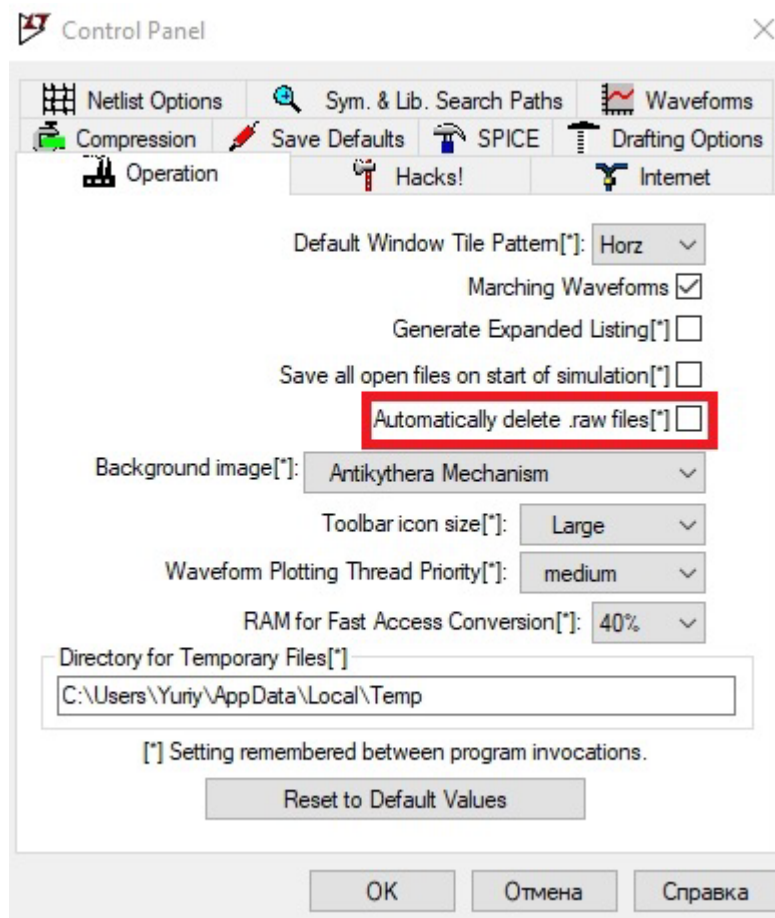 Control Panel
Netlist Options
Sym. & Lib. Search Paths
Waveforms
Compression
Save Defaults
SPICE
Drafting Options
Operation
Hacks!
Internet
Default Window Tile Pattern[*]: Horz
Marching Waveforms
Generate Expanded Listing[*]
Save all open files on start of simulation[*]
Automatically delete .raw files[*]
Background image[*]: Antikythera Mechanism
Toolbar icon size[*]: Large
Waveform Plotting Thread Priority[*]: medium
RAM for Fast Access Conversion[*]: 40%
Directory for Temporary Files[*]
C:\Users\Yuriy\AppData\Local\Temp
[*] Setting remembered between program invocations.
Reset to Default Values
OK
Отмена
Справка